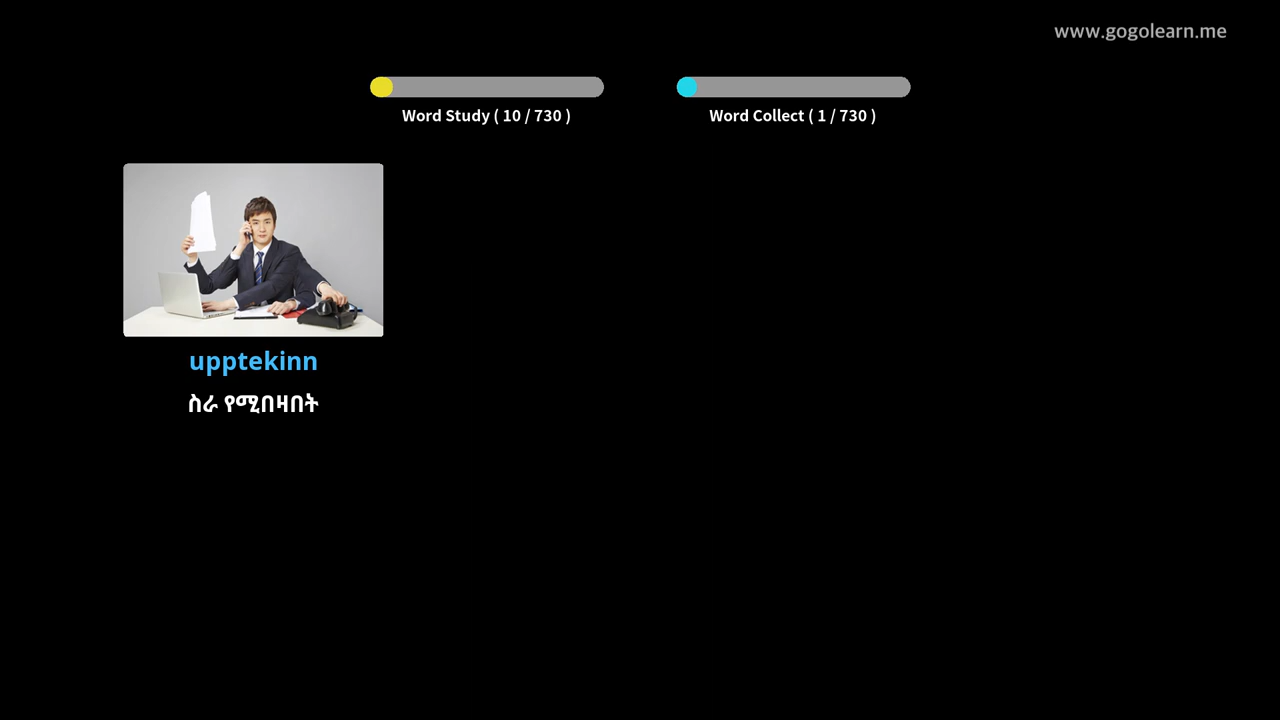 www.gogolearn.me
Word Study ( 10 / 730 )
Word Collect ( 1 / 730 )
upptekinn
ስራ የሚበዛበት